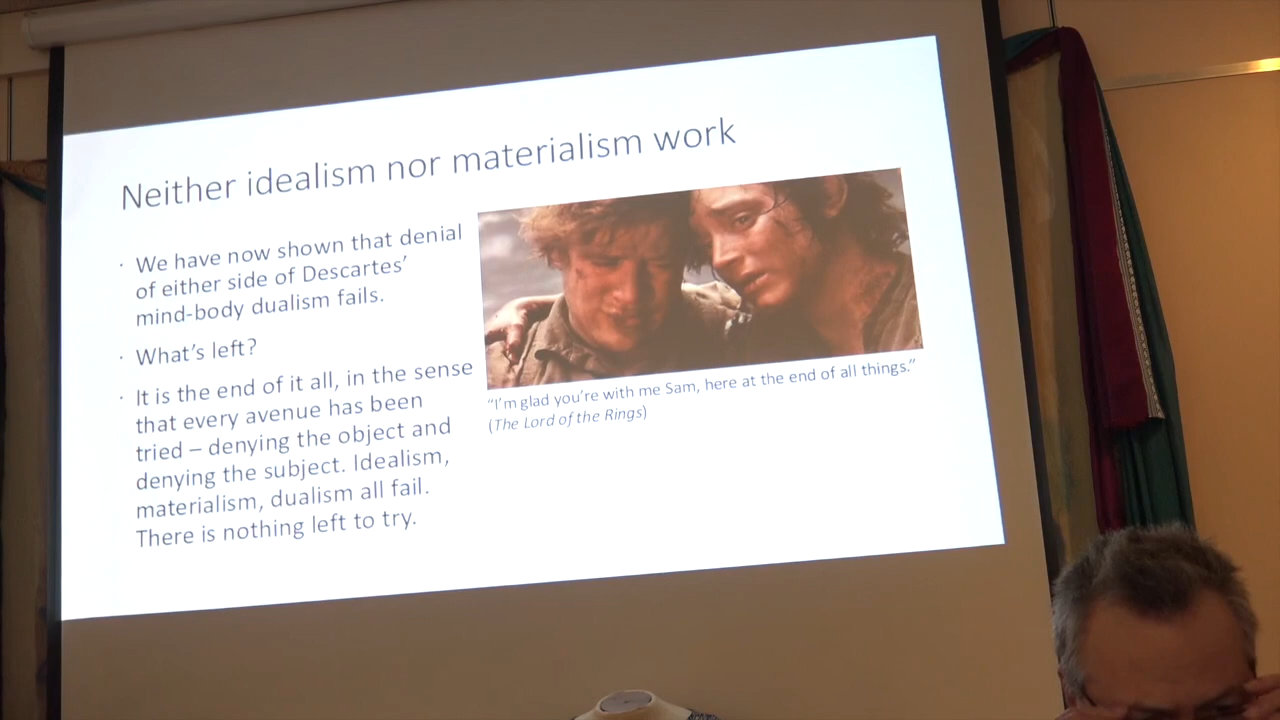 Neither idealism nor materialism work
· We have now shown that denial
of either side of Descartes’
mind-body dualism fails.
· What’s left?
· It is the end of it all, in the sense
that every avenue has been
tried – denying the object and
denying the subject. Idealism,
materialism, dualism all fail.
There is nothing left to try.
“I’m glad you’re with me Sam, here at the end of all things.”
(The Lord of the Rings)